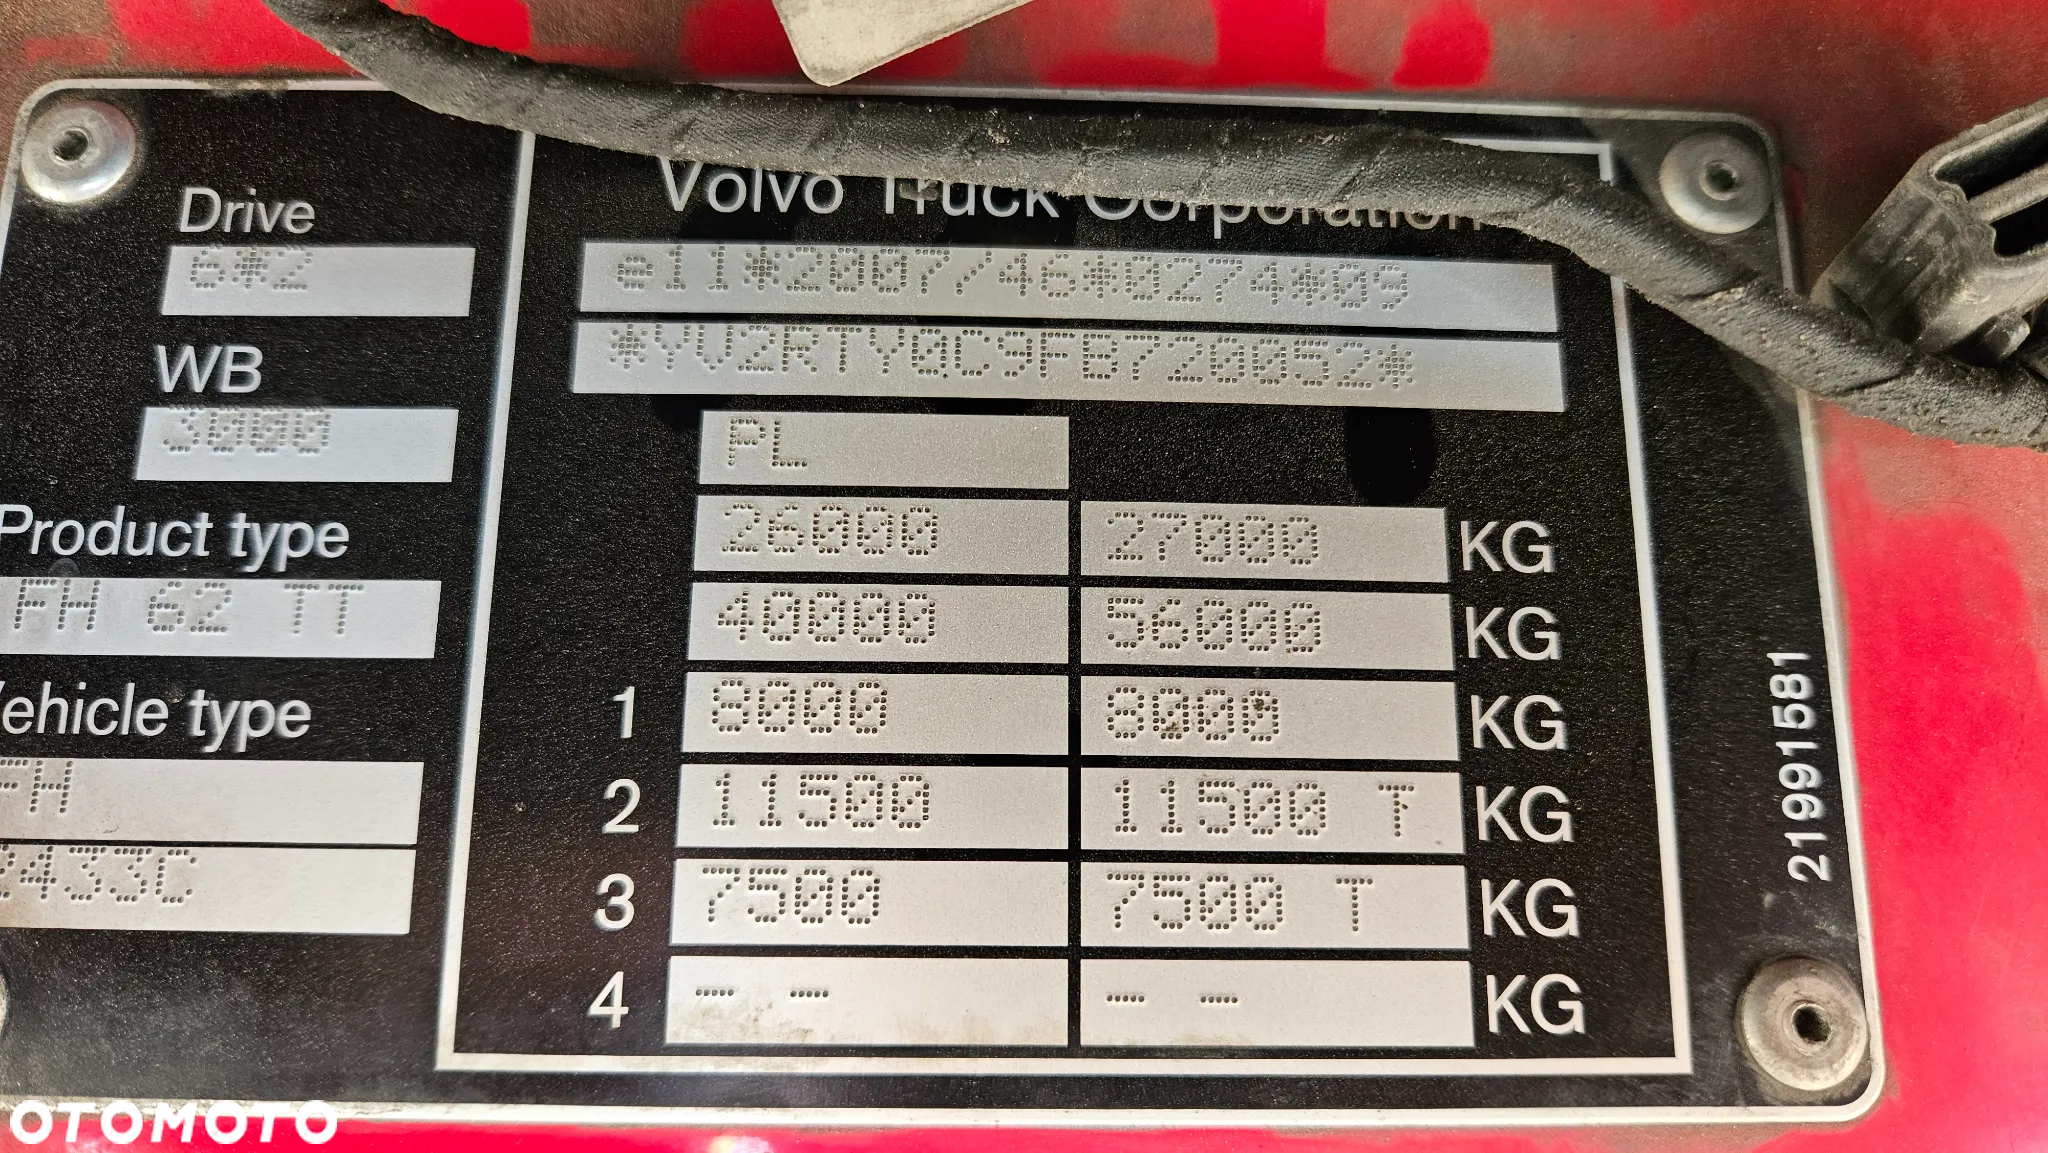 Volvo Truck Corporation
Drive
6*2
WB
3000
Product type
FH 62 TT
ehicle type
FH
433C
e11*2007/46*0274*09
*YV2RTY0C9FB720052*
PL
26000 27000 KG
40000 56000 KG
1 8000 8000 KG
2 11500 11500 T KG
3 7500 7500 T KG
4 - - - - KG
21991581
OTOMOTO